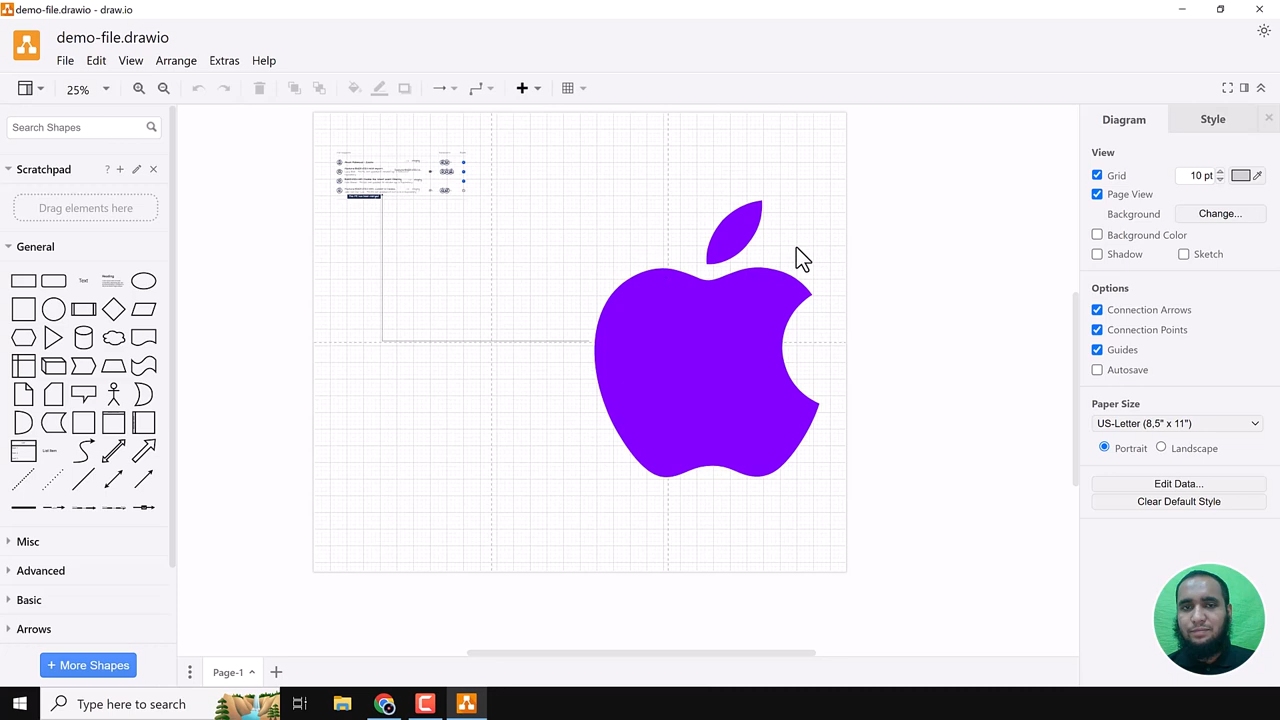 demo-file.drawio - draw.io
demo-file.drawio
File Edit View Arrange Extras Help
25%
Search Shapes
Scratchpad
Drag elements here
General
Text
Heading
List Item
Misc
Advanced
Basic
Arrows
+ More Shapes
Page-1
Diagram
Style
View
Grid
10 pt
Page View
Background
Change...
Background Color
Shadow
Sketch
Options
Connection Arrows
Connection Points
Guides
Autosave
Paper Size
US-Letter (8,5" x 11")
Portrait
Landscape
Edit Data...
Clear Default Style
Type here to search